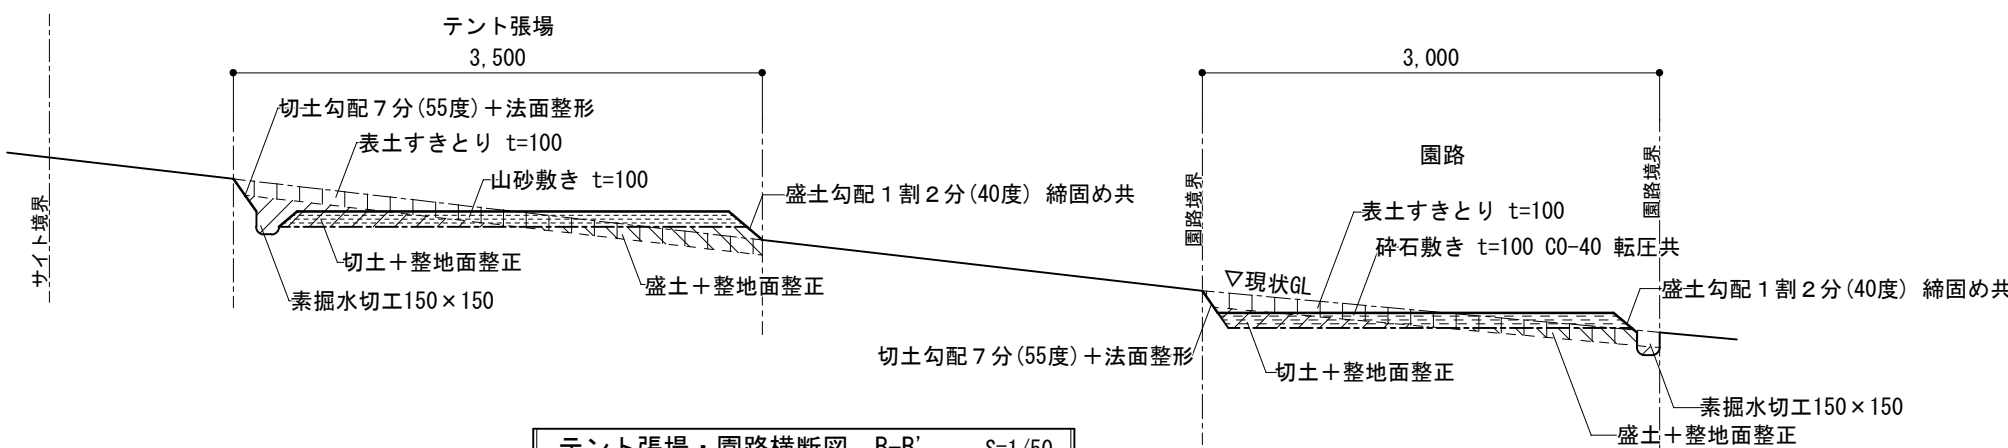 テント張場
3,500
切土勾配７分(55度)＋法面整形
表土すきとり t=100
山砂敷き t=100
盛土勾配１割２分(40度) 締固め共
サイト境界
切土＋整地面整正
素掘水切工150×150
盛土＋整地面整正
3,000
園路
園路境界
園路境界
表土すきとり t=100
砕石敷き t=100 C0-40 転圧共
▽現状GL
盛土勾配１割２分(40度) 締固め共
切土勾配７分(55度)＋法面整形
切土＋整地面整正
素掘水切工150×150
盛土＋整地面整正
テント張場・園路横断図 B-B' S=1/50